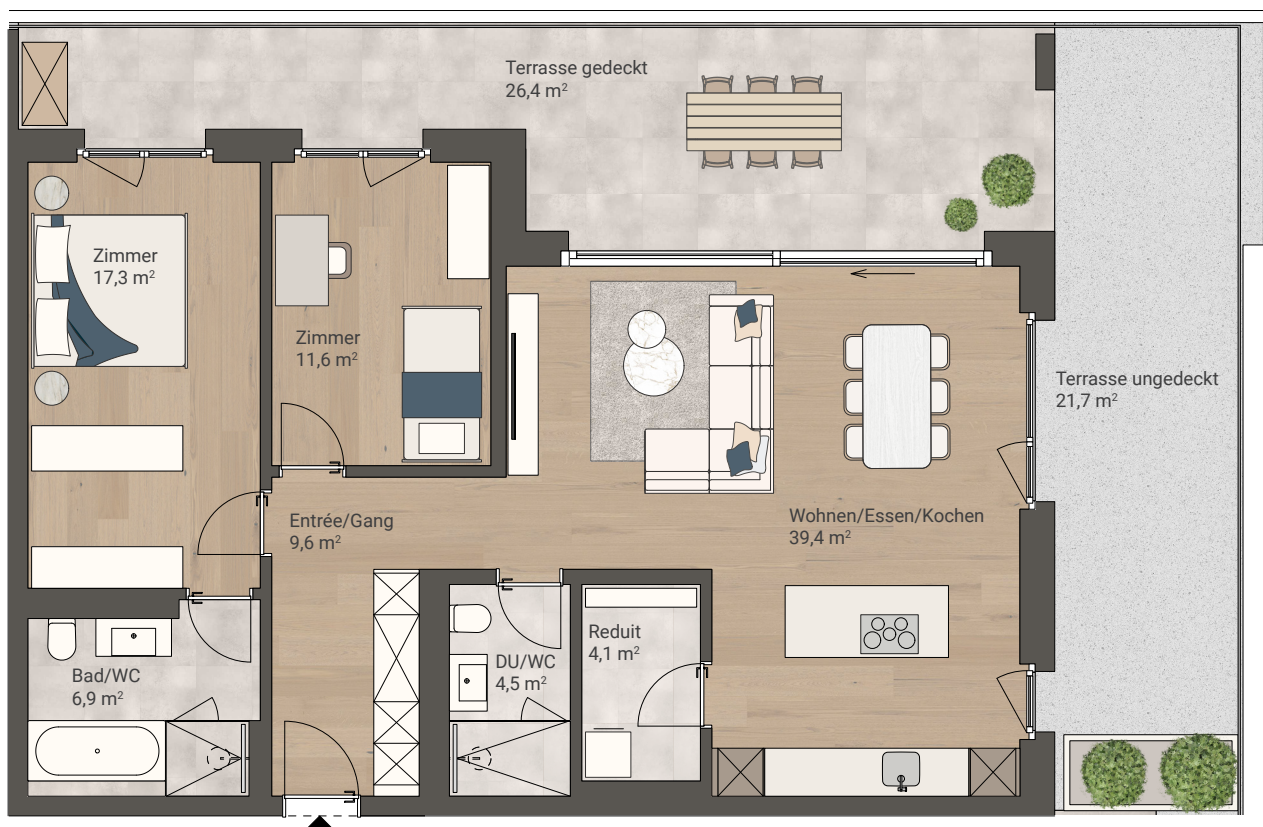 Terrasse gedeckt
26,4 m²
Zimmer
17,3 m²
Zimmer
11,6 m²
Terrasse ungedeckt
21,7 m²
Entrée/Gang
9,6 m²
Wohnen/Essen/Kochen
39,4 m²
Reduit
4,1 m²
Bad/WC
6,9 m²
DU/WC
4,5 m²